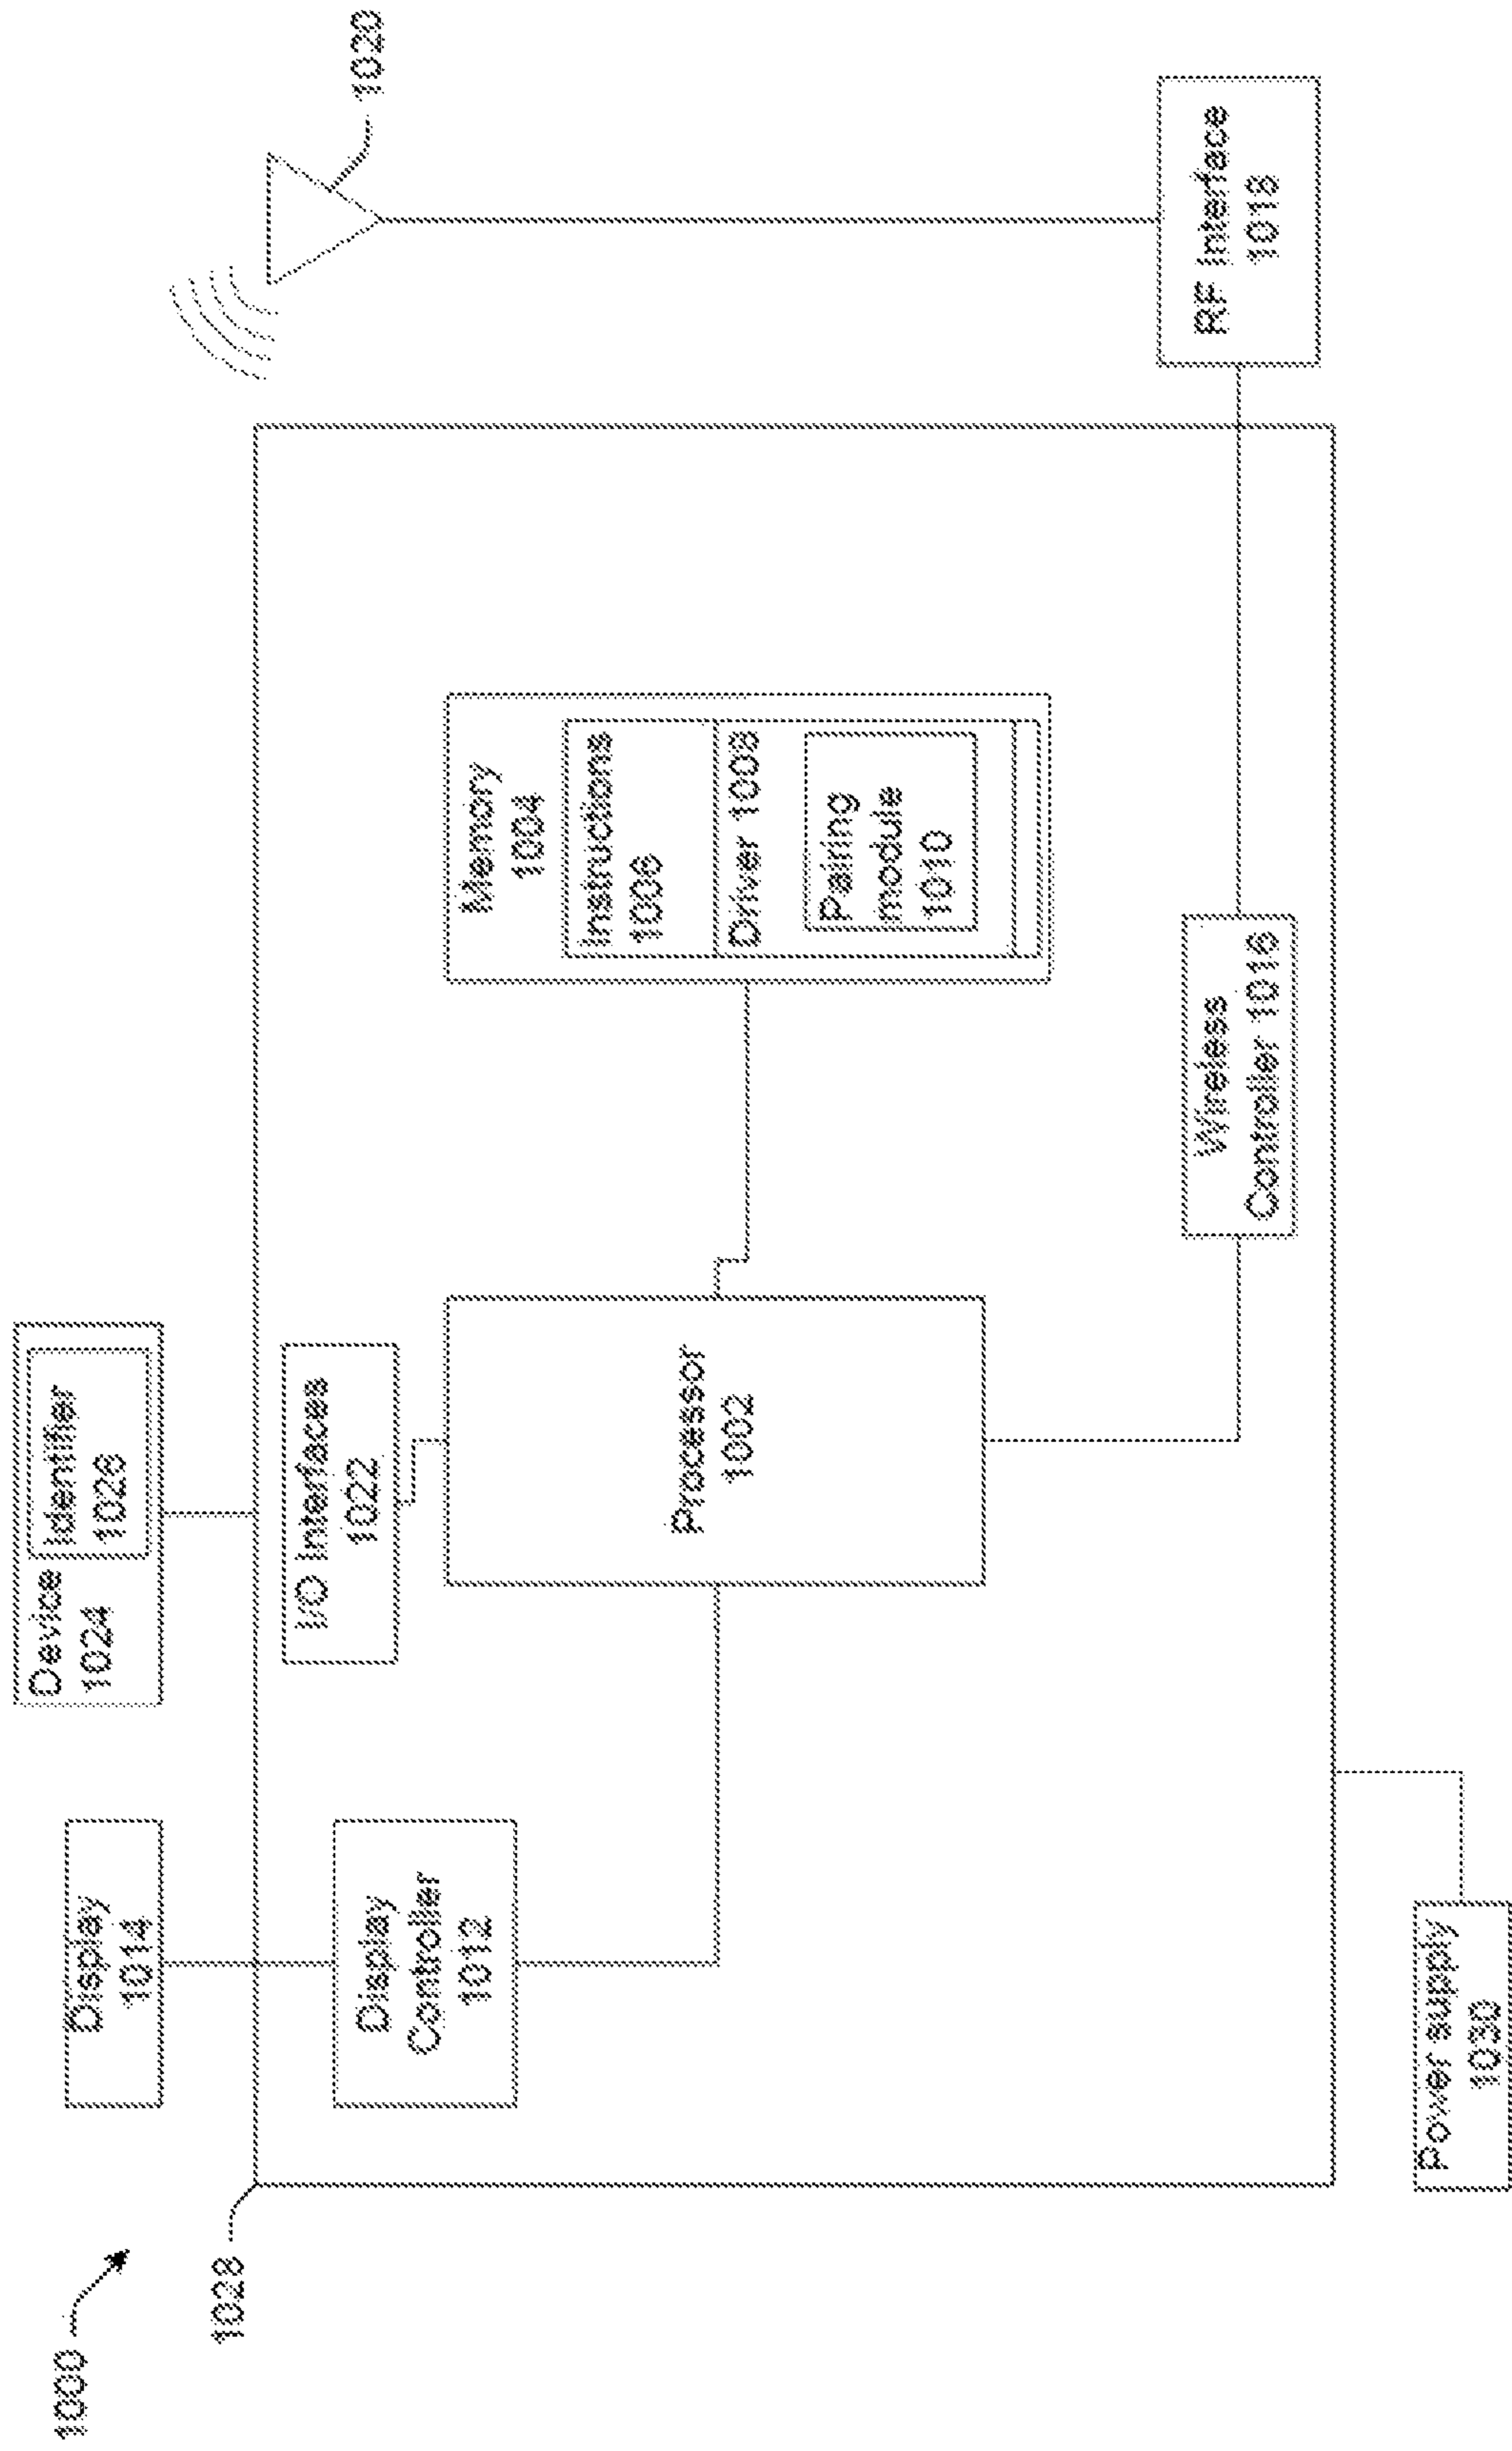 1000
1028
Display
1014
Device
1024
Identifier
1026
1020
Display
Controller
1012
I/O Interfaces
1022
Processor
1002
Memory
1004
Instructions
1006
Driver 1008
Pairing
module
1010
Wireless
Controller 1016
RF Interface
1018
Power supply
1030